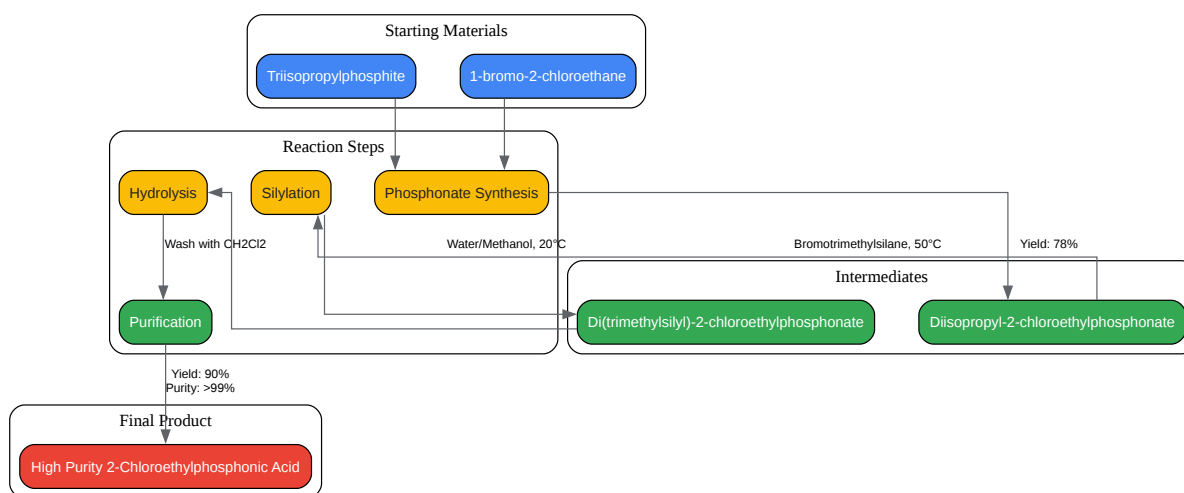 Starting Materials
Triisopropylphosphite
1-bromo-2-chloroethane
Reaction Steps
Hydrolysis
Silylation
Phosphonate Synthesis
Wash with CH2Cl2
Water/Methanol, 20°C
Bromotrimethylsilane, 50°C
Yield: 78%
Intermediates
Purification
Di(trimethylsilyl)-2-chloroethylphosphonate
Diisopropyl-2-chloroethylphosphonate
Yield: 90%
Purity: >99%
Final Product
High Purity 2-Chloroethylphosphonic Acid